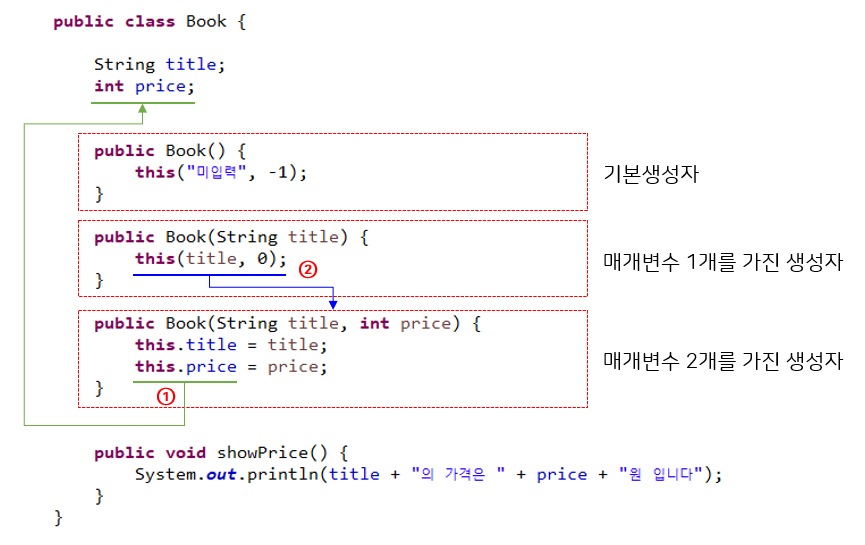 public class Book {
String title;
int price;
public Book() {
this("미입력", -1);
}
기본생성자
public Book(String title) {
this(title, 0);
②
}
매개변수 1개를 가진 생성자
public Book(String title, int price) {
this.title = title;
this.price = price;
}
①
매개변수 2개를 가진 생성자
public void showPrice() {
System.out.println(title + "의 가격은 " + price + "원 입니다");
}
}